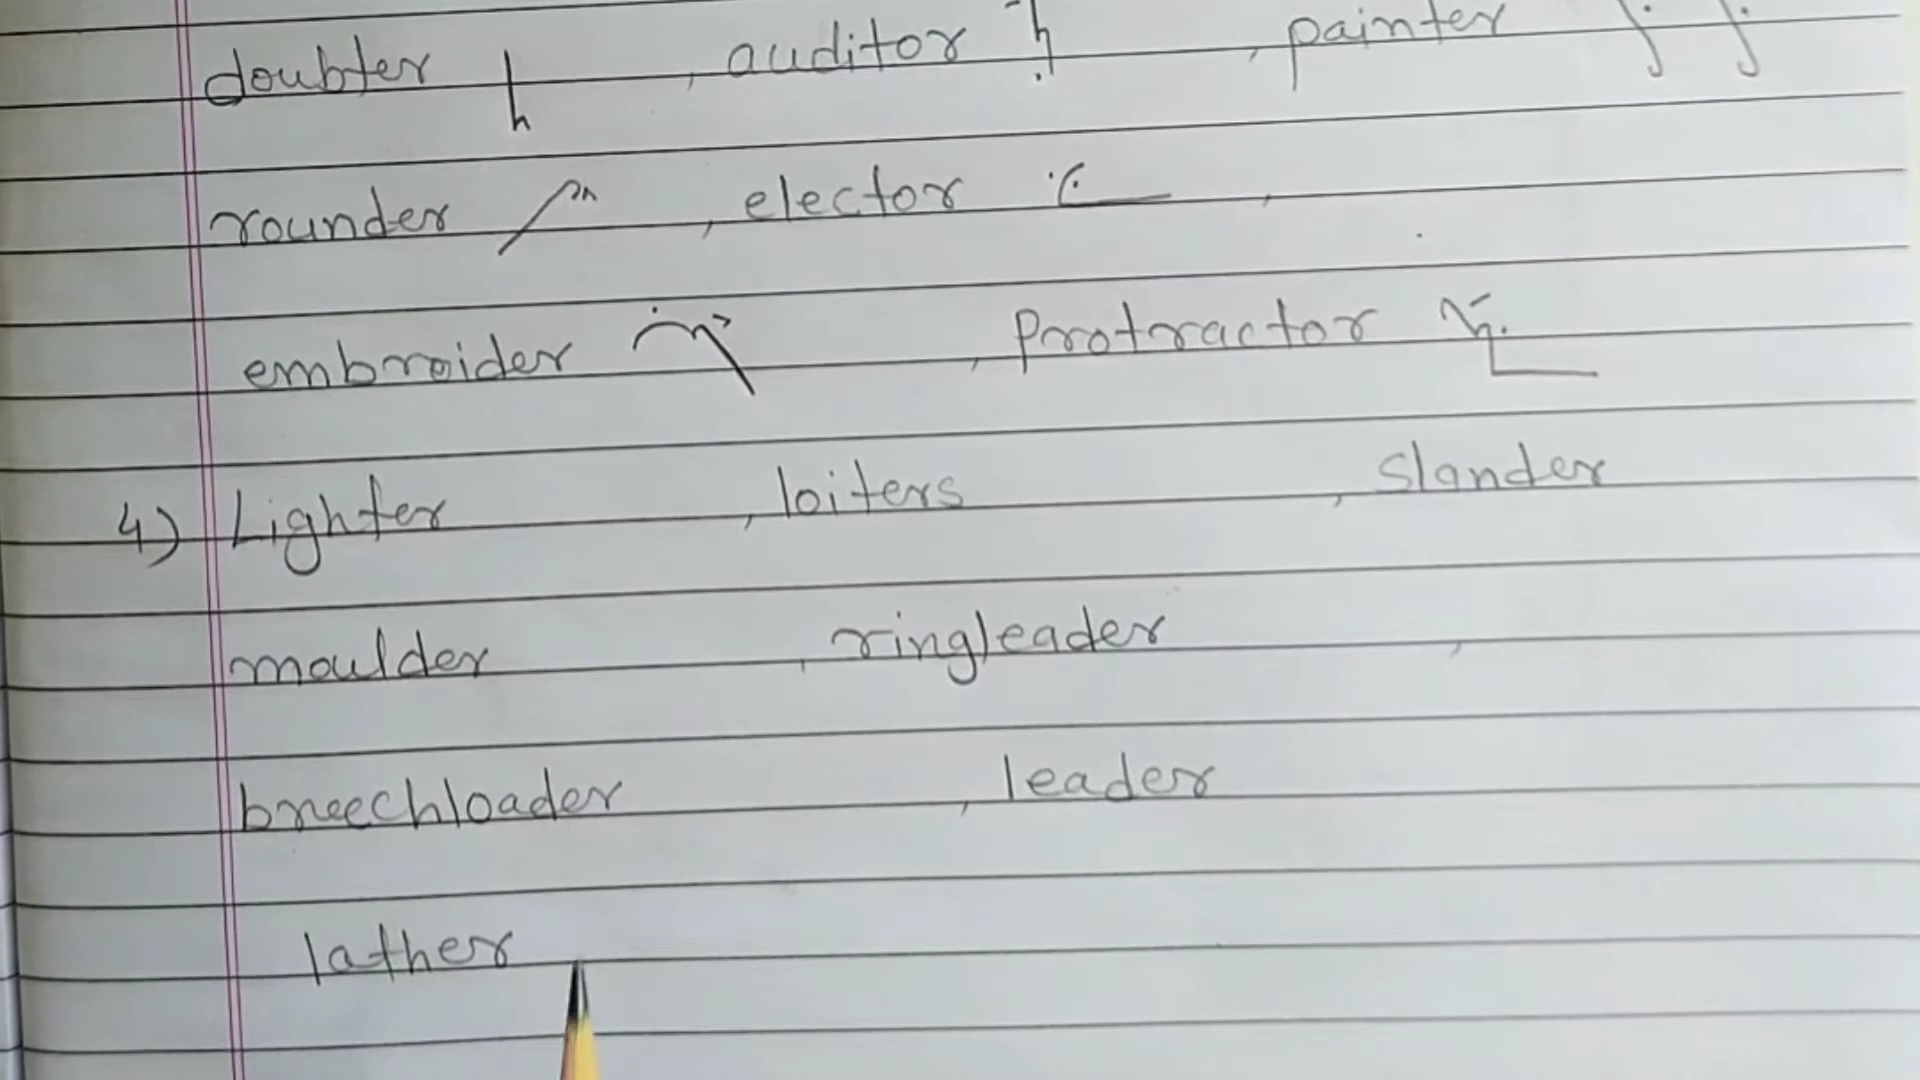 doubter , auditor , painter
rounder , elector ,
embroider , Protractor
4) Lighter , loiters , slander
moulder , ringleader ,
breechloader , leader
lather